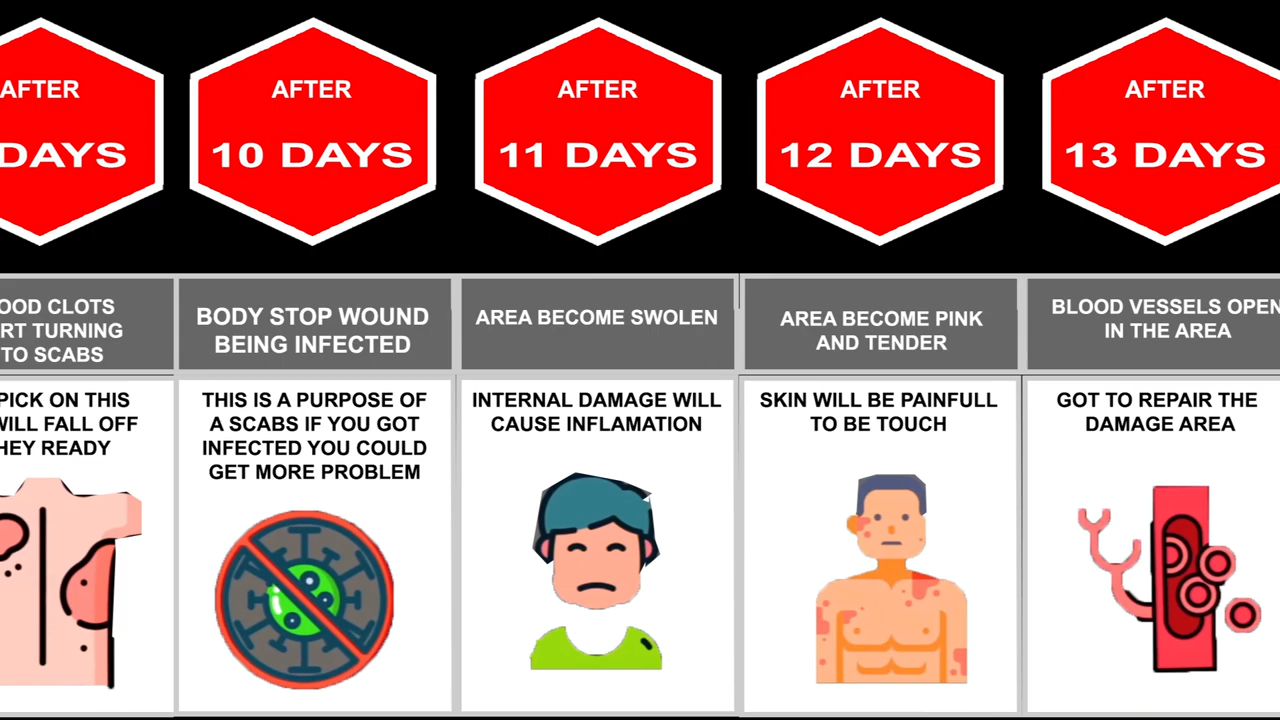 AFTER
DAYS
AFTER
10 DAYS
AFTER
11 DAYS
AFTER
12 DAYS
AFTER
13 DAYS
OOD CLOTS
RT TURNING
TO SCABS
BODY STOP WOUND
BEING INFECTED
AREA BECOME SWOLEN
AREA BECOME PINK
AND TENDER
BLOOD VESSELS OPEN
IN THE AREA
PICK ON THIS
WILL FALL OFF
HEY READY
THIS IS A PURPOSE OF
A SCABS IF YOU GOT
INFECTED YOU COULD
GET MORE PROBLEM
INTERNAL DAMAGE WILL
CAUSE INFLAMATION
SKIN WILL BE PAINFULL
TO BE TOUCH
GOT TO REPAIR THE
DAMAGE AREA